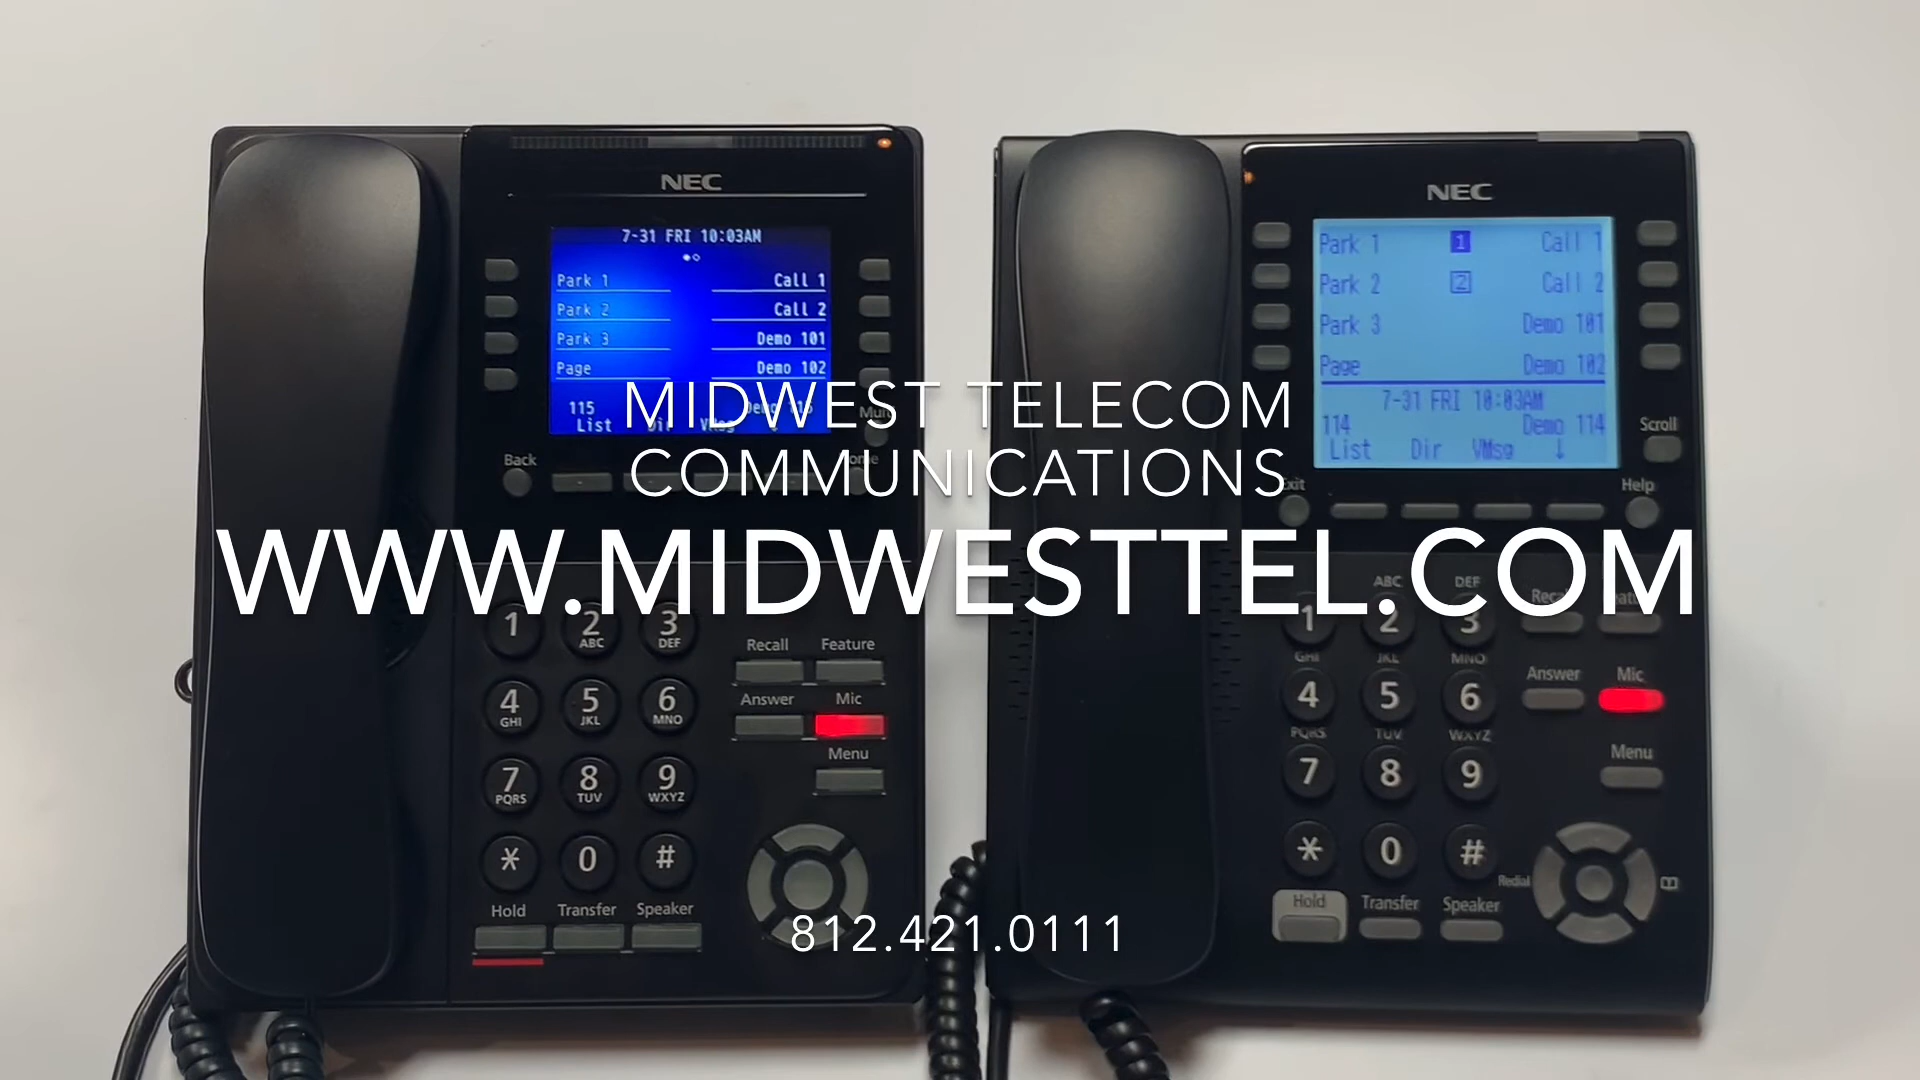 NEC
7-31 FRI 10:03AM
Park 1 Call 1
Park 2 Call 2
Park 3 Demo 101
Page Demo 102
115
List
Back
1 2 3
ABC DEF
Recall Feature
4 5 6
GHI JKL MNO
Answer Mic
7 8 9
PQRS TUV WXYZ
Menu
* 0 #
Hold Transfer Speaker
NEC
Park 1 1 Call 1
Park 2 2 Call 2
Park 3 Demo 101
Page Demo 102
7-31 FRI 10:03AM
114 Demo 114
List Dir VMsg ↓
Scroll
Exit Help
ABC DEF
1 2 3
GHI JKL MNO
4 5 6
Answer Mic
PQRS TUV WXYZ
7 8 9
Menu
* 0 #
Redial
Hold Transfer Speaker
MIDWEST TELECOM
COMMUNICATIONS
WWW.MIDWESTTEL.COM
812.421.0111